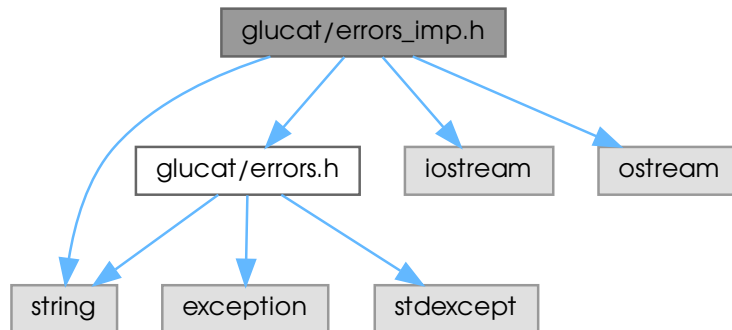 glucat/errors_imp.h
glucat/errors.h
iostream
ostream
string
exception
stdexcept